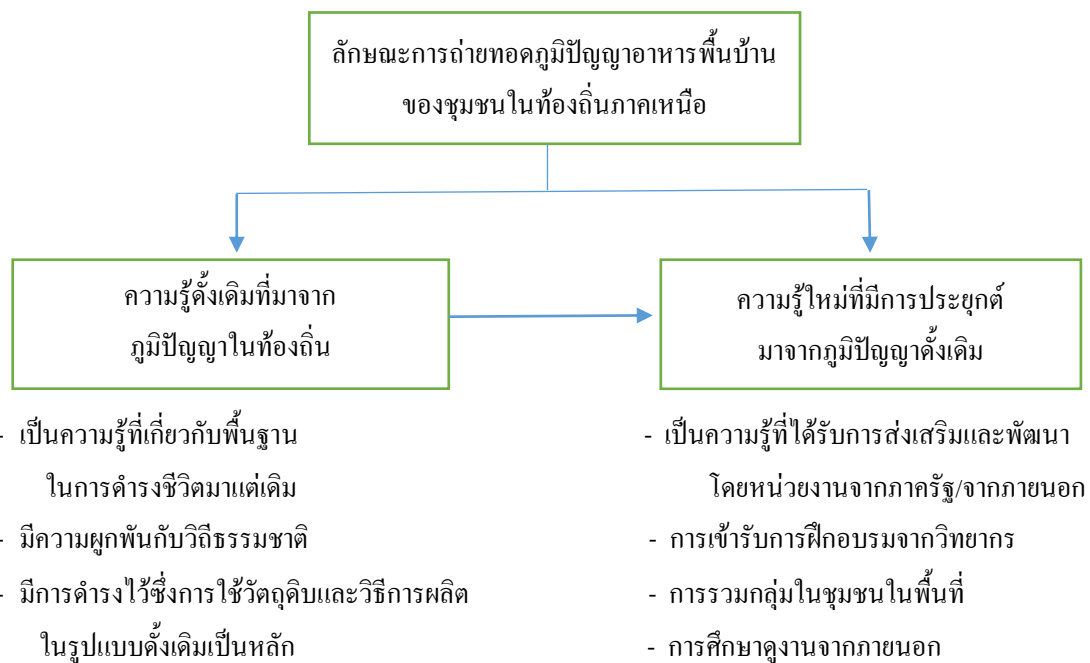 ลักษณะการถ่ายทอดภูมิปัญญาอาหารพื้นบ้าน
ของชุมชนในท้องถิ่นภาคเหนือ
ความรู้ดั้งเดิมที่มาจาก
ภูมิปัญญาในท้องถิ่น
ความรู้ใหม่ที่มีการประยุกต์
มาจากภูมิปัญญาดั้งเดิม
- เป็นความรู้ที่เกี่ยวกับพื้นฐาน
ในการดำรงชีวิตมาแต่เดิม
- มีความผูกพันกับวิถีธรรมชาติ
- มีการดำรงไว้ซึ่งการใช้วัตถุดิบและวิธีการผลิต
ในรูปแบบดั้งเดิมเป็นหลัก
- เป็นความรู้ที่ได้รับการส่งเสริมและพัฒนา
โดยหน่วยงานจากภาครัฐ/จากภายนอก
- การเข้ารับการฝึกอบรมจากวิทยากร
- การรวมกลุ่มในชุมชนในพื้นที่
- การศึกษาดูงานจากภายนอก